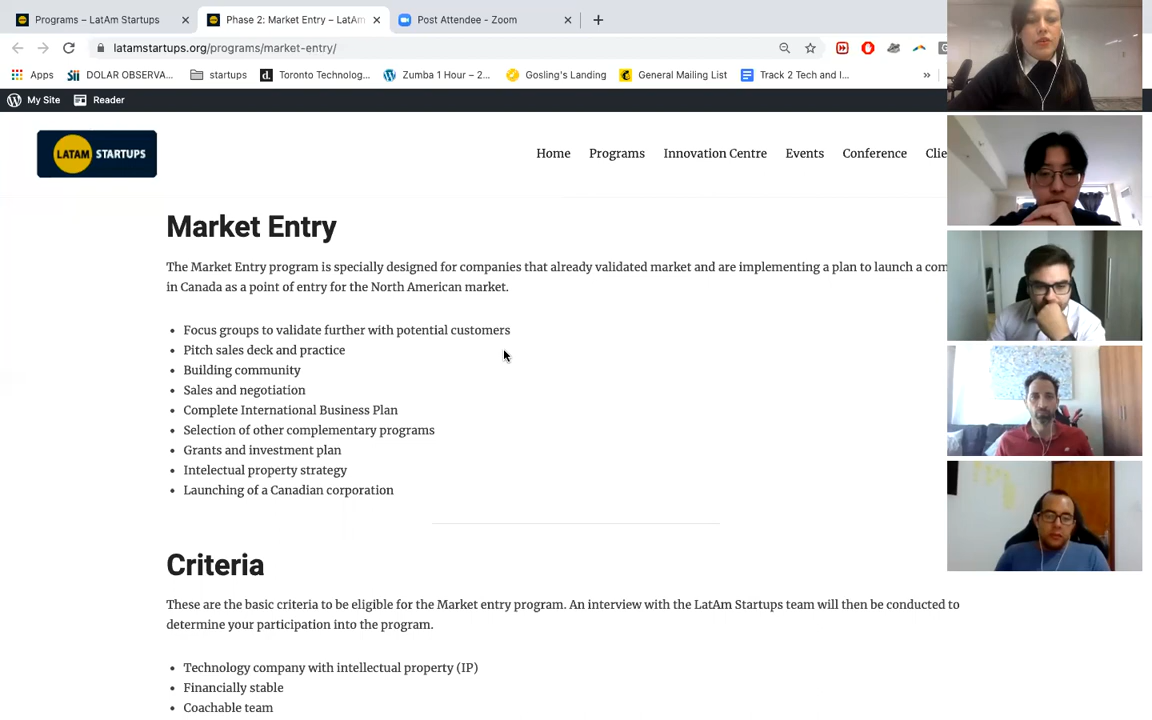 Programs – LatAm Startups
Phase 2: Market Entry – LatAm
Post Attendee - Zoom
latamstartups.org/programs/market-entry/
Apps
DOLAR OBSERVA...
startups
Toronto Technolog...
Zumba 1 Hour – 2...
Gosling's Landing
General Mailing List
Track 2 Tech and I...
»
My Site
Reader
LATAM STARTUPS
Home
Programs
Innovation Centre
Events
Conference
Clie
Market Entry
The Market Entry program is specially designed for companies that already validated market and are implementing a plan to launch a com
in Canada as a point of entry for the North American market.
• Focus groups to validate further with potential customers
• Pitch sales deck and practice
• Building community
• Sales and negotiation
• Complete International Business Plan
• Selection of other complementary programs
• Grants and investment plan
• Intelectual property strategy
• Launching of a Canadian corporation
Criteria
These are the basic criteria to be eligible for the Market entry program. An interview with the LatAm Startups team will then be conducted to
determine your participation into the program.
• Technology company with intellectual property (IP)
• Financially stable
• Coachable team